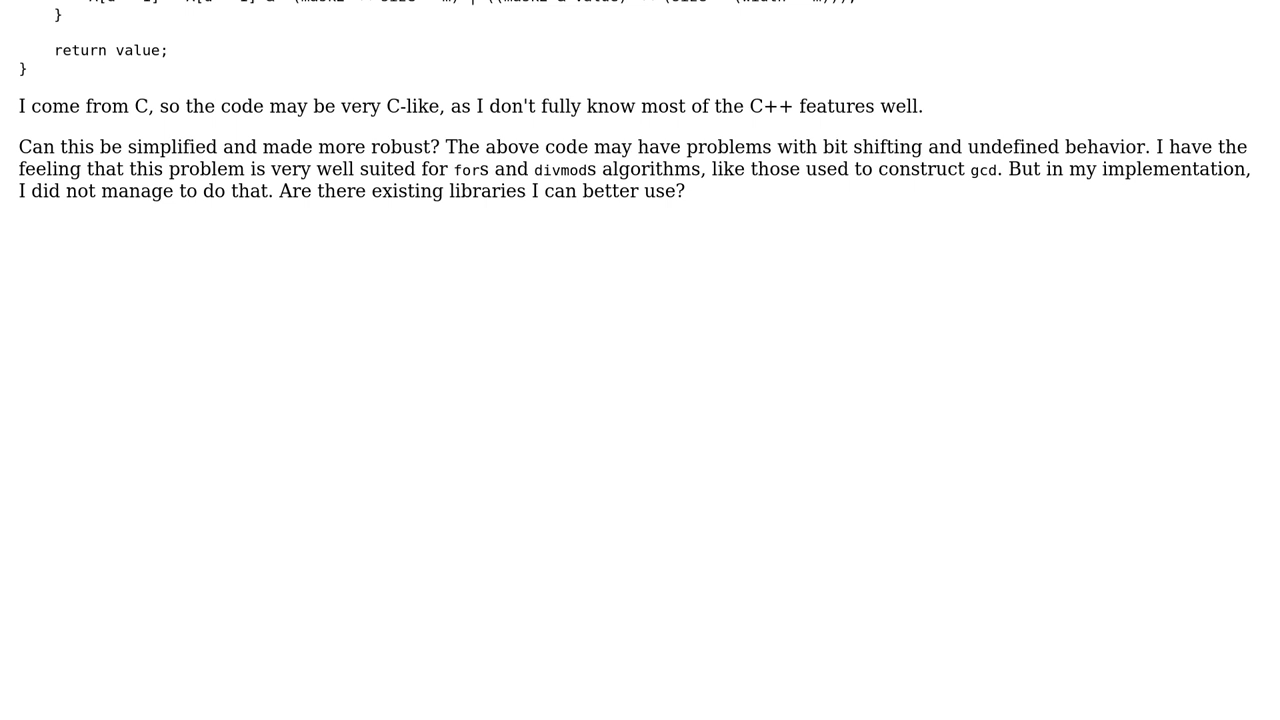 }
return value;
}
I come from C, so the code may be very C-like, as I don't fully know most of the C++ features well.
Can this be simplified and made more robust? The above code may have problems with bit shifting and undefined behavior. I have the
feeling that this problem is very well suited for fors and divmods algorithms, like those used to construct gcd. But in my implementation,
I did not manage to do that. Are there existing libraries I can better use?